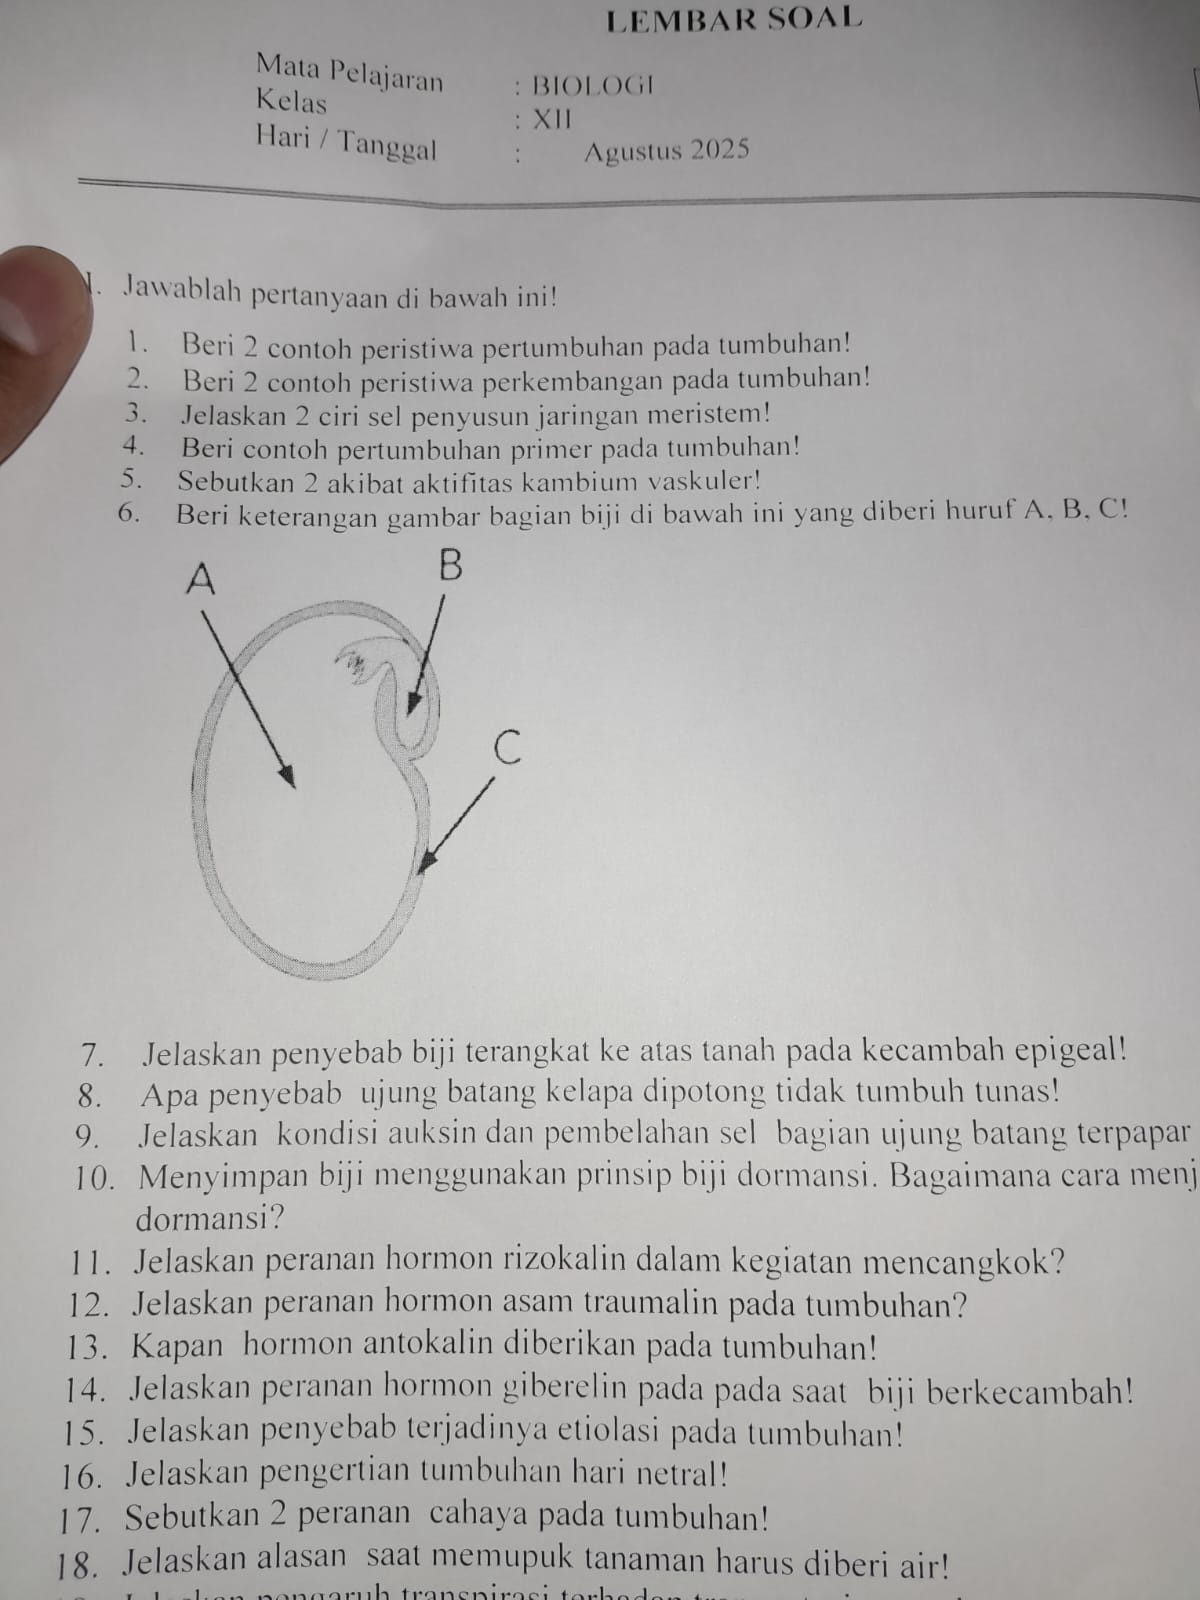 LEMBAR SOAL
Mata Pelajaran : BIOLOGI
Kelas : XII
Hari / Tanggal : Agustus 2025
Jawablah pertanyaan di bawah ini!
1. Beri 2 contoh peristiwa pertumbuhan pada tumbuhan!
2. Beri 2 contoh peristiwa perkembangan pada tumbuhan!
3. Jelaskan 2 ciri sel penyusun jaringan meristem!
4. Beri contoh pertumbuhan primer pada tumbuhan!
5. Sebutkan 2 akibat aktifitas kambium vaskuler!
6. Beri keterangan gambar bagian biji di bawah ini yang diberi huruf A, B, C!
A
B
C
7. Jelaskan penyebab biji terangkat ke atas tanah pada kecambah epigeal!
8. Apa penyebab ujung batang kelapa dipotong tidak tumbuh tunas!
9. Jelaskan kondisi auksin dan pembelahan sel bagian ujung batang terpapar
10. Menyimpan biji menggunakan prinsip biji dormansi. Bagaimana cara menj
dormansi?
11. Jelaskan peranan hormon rizokalin dalam kegiatan mencangkok?
12. Jelaskan peranan hormon asam traumalin pada tumbuhan?
13. Kapan hormon antokalin diberikan pada tumbuhan!
14. Jelaskan peranan hormon giberelin pada pada saat biji berkecambah!
15. Jelaskan penyebab terjadinya etiolasi pada tumbuhan!
16. Jelaskan pengertian tumbuhan hari netral!
17. Sebutkan 2 peranan cahaya pada tumbuhan!
18. Jelaskan alasan saat memupuk tanaman harus diberi air!
pengaruh transpirasi